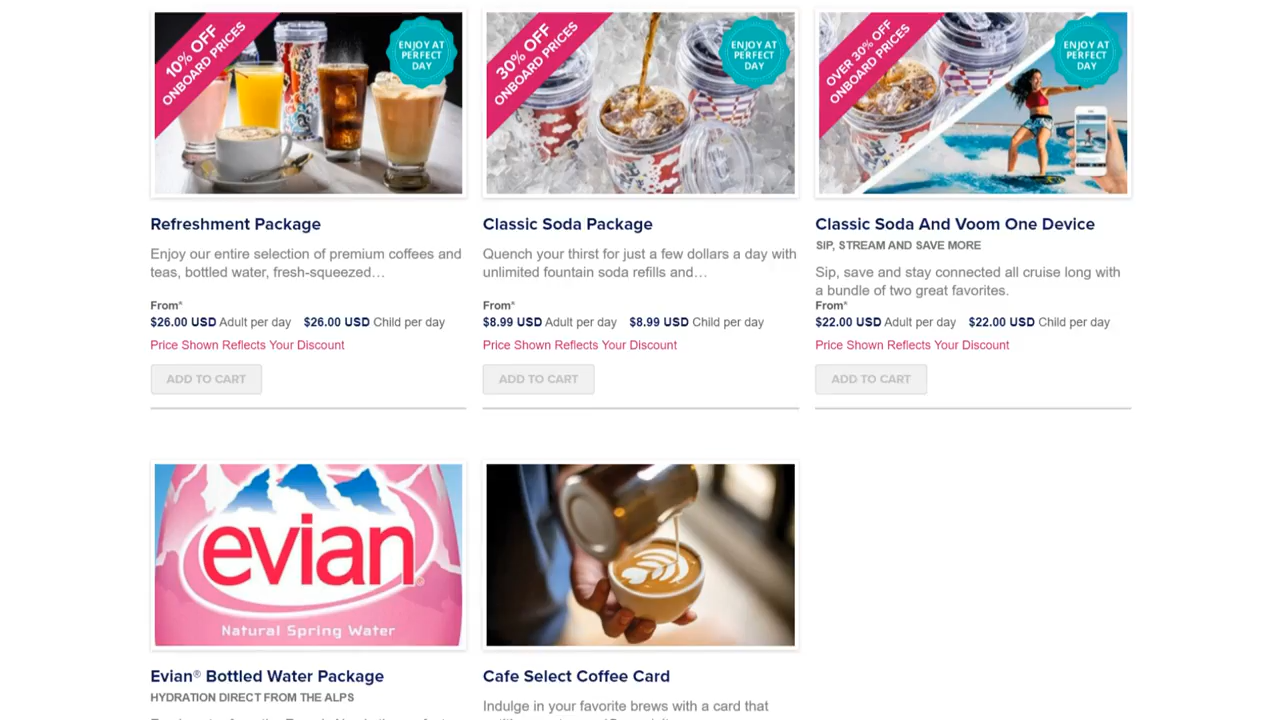 10% OFF
ONBOARD PRICES
ENJOY AT
PERFECT
DAY
30% OFF
ONBOARD PRICES
ENJOY AT
PERFECT
DAY
OVER 30% OFF
ONBOARD PRICES
ENJOY AT
PERFECT
DAY
Refreshment Package
Enjoy our entire selection of premium coffees and
teas, bottled water, fresh-squeezed…
From*
$26.00 USD Adult per day $26.00 USD Child per day
Price Shown Reflects Your Discount
ADD TO CART
Classic Soda Package
Quench your thirst for just a few dollars a day with
unlimited fountain soda refills and…
From*
$8.99 USD Adult per day $8.99 USD Child per day
Price Shown Reflects Your Discount
ADD TO CART
Classic Soda And Voom One Device
SIP, STREAM AND SAVE MORE
Sip, save and stay connected all cruise long with
a bundle of two great favorites.
From*
$22.00 USD Adult per day $22.00 USD Child per day
Price Shown Reflects Your Discount
ADD TO CART
evian®
Natural Spring Water
Evian® Bottled Water Package
HYDRATION DIRECT FROM THE ALPS
Cafe Select Coffee Card
Indulge in your favorite brews with a card that